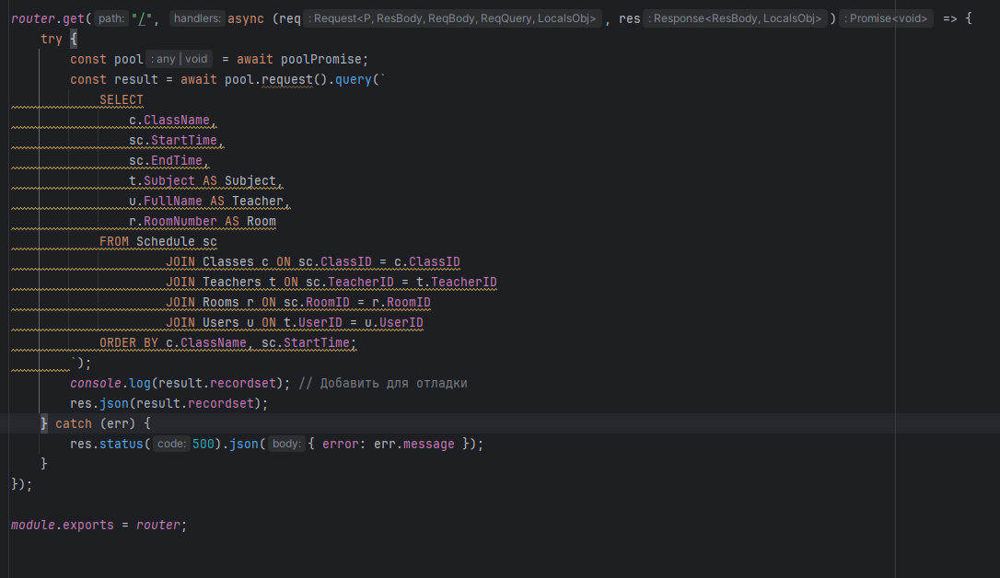 router.get( path: "/", handlers: async (req : Request<P, ResBody, ReqBody, ReqQuery, LocalsObj> , res : Response<ResBody, LocalsObj> ) : Promise<void> => {
    try {
        const pool : any | void = await poolPromise;
        const result = await pool.request().query(`
            SELECT
                c.ClassName,
                sc.StartTime,
                sc.EndTime,
                t.Subject AS Subject,
                u.FullName AS Teacher,
                r.RoomNumber AS Room
            FROM Schedule sc
                     JOIN Classes c ON sc.ClassID = c.ClassID
                     JOIN Teachers t ON sc.TeacherID = t.TeacherID
                     JOIN Rooms r ON sc.RoomID = r.RoomID
                     JOIN Users u ON t.UserID = u.UserID
            ORDER BY c.ClassName, sc.StartTime;
        `);
        console.log(result.recordset); // Добавить для отладки
        res.json(result.recordset);
    } catch (err) {
        res.status( code: 500).json( body: { error: err.message });
    }
});
module.exports = router;